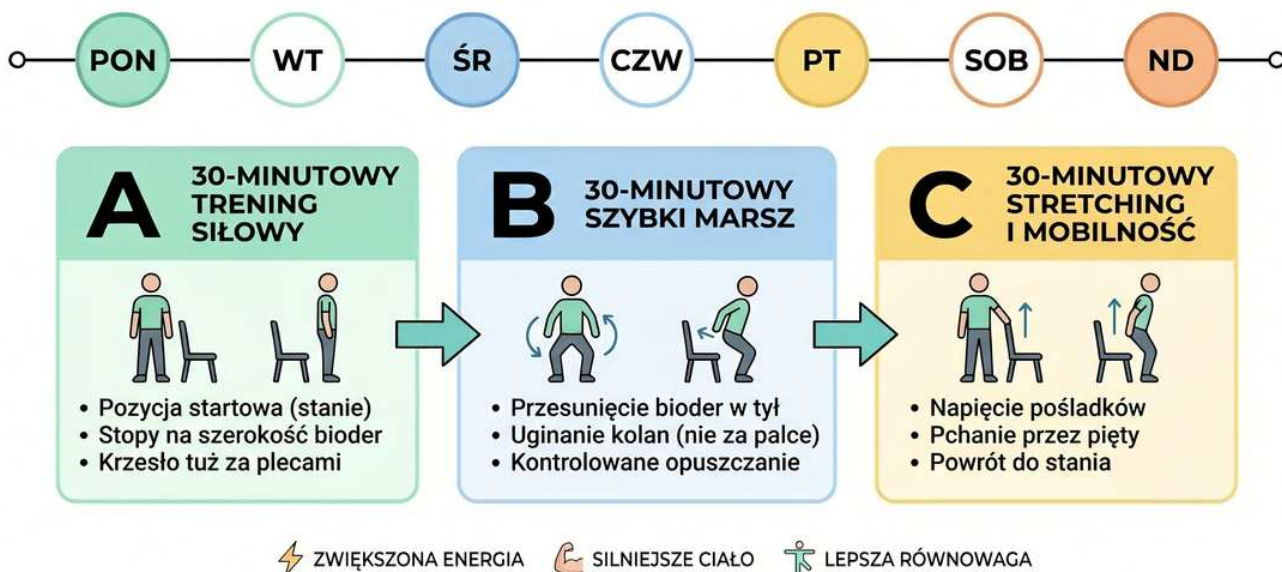 PON WT ŚR CZW PT SOB ND
A
30-MINUTOWY
TRENING
SIŁOWY
• Pozycja startowa (stanie)
• Stopy na szerokość bioder
• Krzesło tuż za plecami
B
30-MINUTOWY
SZYBKI MARSZ
• Przesunięcie bioder w tył
• Uginanie kolan (nie za palce)
• Kontrolowane opuszczanie
C
30-MINUTOWY
STRETCHING
I MOBILNOŚĆ
• Napięcie pośladków
• Pchanie przez pięty
• Powrót do stania
ZWIĘKSZONA ENERGIA
SILNIEJSZE CIAŁO
LEPSZA RÓWNOWAGA